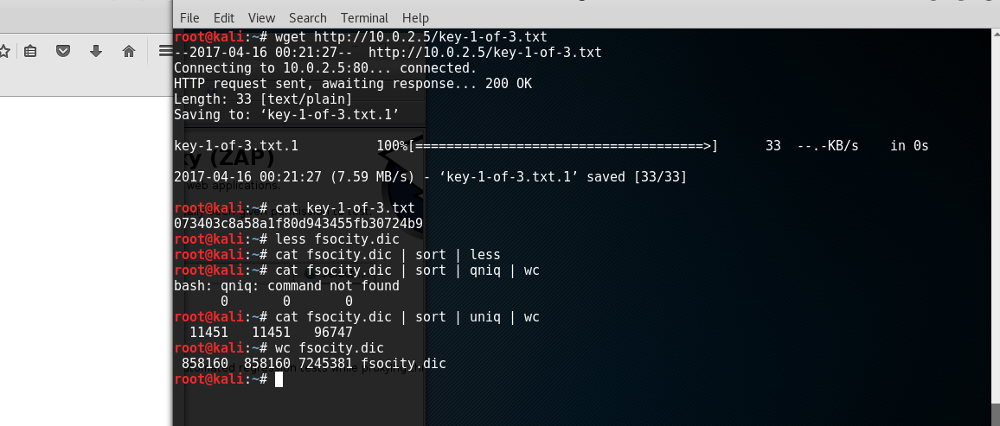 File Edit View Search Terminal Help
root@kali:~# wget http://10.0.2.5/key-1-of-3.txt
--2017-04-16 00:21:27--  http://10.0.2.5/key-1-of-3.txt
Connecting to 10.0.2.5:80... connected.
HTTP request sent, awaiting response... 200 OK
Length: 33 [text/plain]
Saving to: ‘key-1-of-3.txt.1’
key-1-of-3.txt.1          100%[=====================================>]      33  --.-KB/s    in 0s
ky (ZAP)
2017-04-16 00:21:27 (7.59 MB/s) - ‘key-1-of-3.txt.1’ saved [33/33]
web applications.
root@kali:~# cat key-1-of-3.txt
073403c8a58a1f80d943455fb30724b9
root@kali:~# less fsocity.dic
root@kali:~# cat fsocity.dic | sort | less
root@kali:~# cat fsocity.dic | sort | qniq | wc
bash: qniq: command not found
      0       0       0
root@kali:~# cat fsocity.dic | sort | uniq | wc
  11451   11451   96747
root@kali:~# wc fsocity.dic
 858160  858160 7245381 fsocity.dic
root@kali:~#